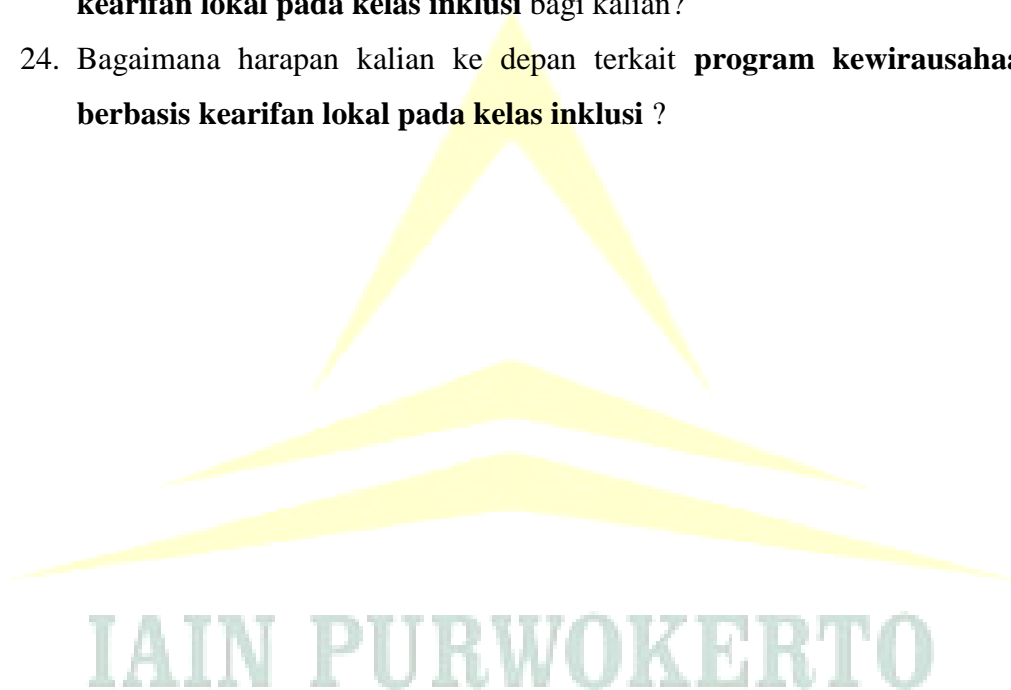 kearifan lokal pada kelas inklusi bagi kalian?
24. Bagaimana harapan kalian ke depan terkait program kewirausahaa
berbasis kearifan lokal pada kelas inklusi ?
IAIN PURWOKERTO